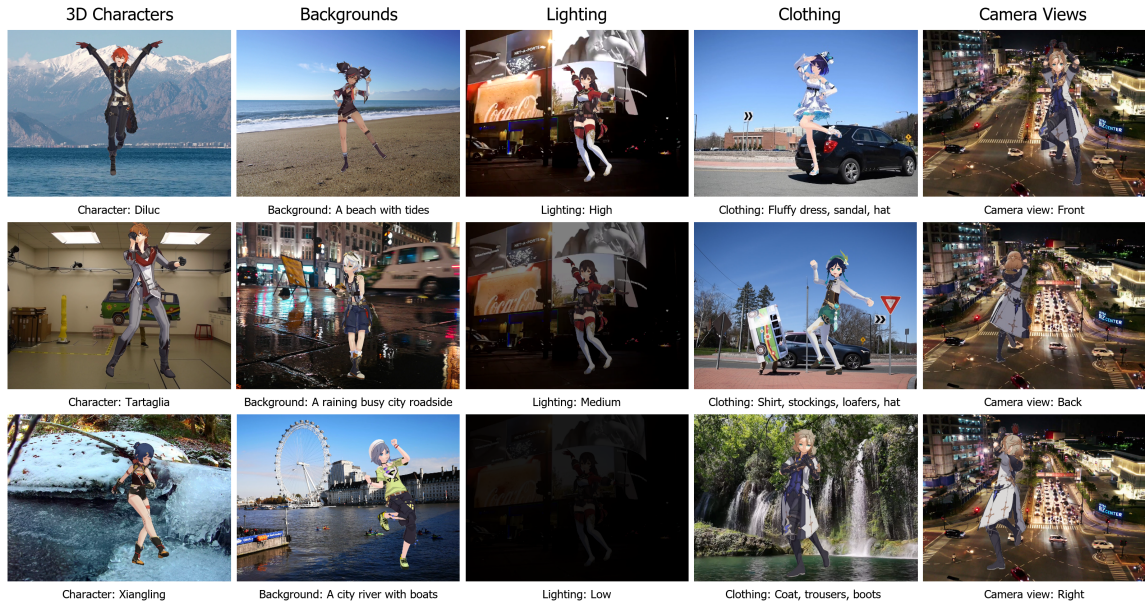 3D Characters
Backgrounds
Lighting
Clothing
Camera Views
Coca-Cola
Character: Diluc
Background: A beach with tides
Lighting: High
Clothing: Fluffy dress, sandal, hat
Camera view: Front
Character: Tartaglia
Background: A raining busy city roadside
Lighting: Medium
Clothing: Shirt, stockings, loafers, hat
Camera view: Back
Character: Xiangling
Background: A city river with boats
Lighting: Low
Clothing: Coat, trousers, boots
Camera view: Right